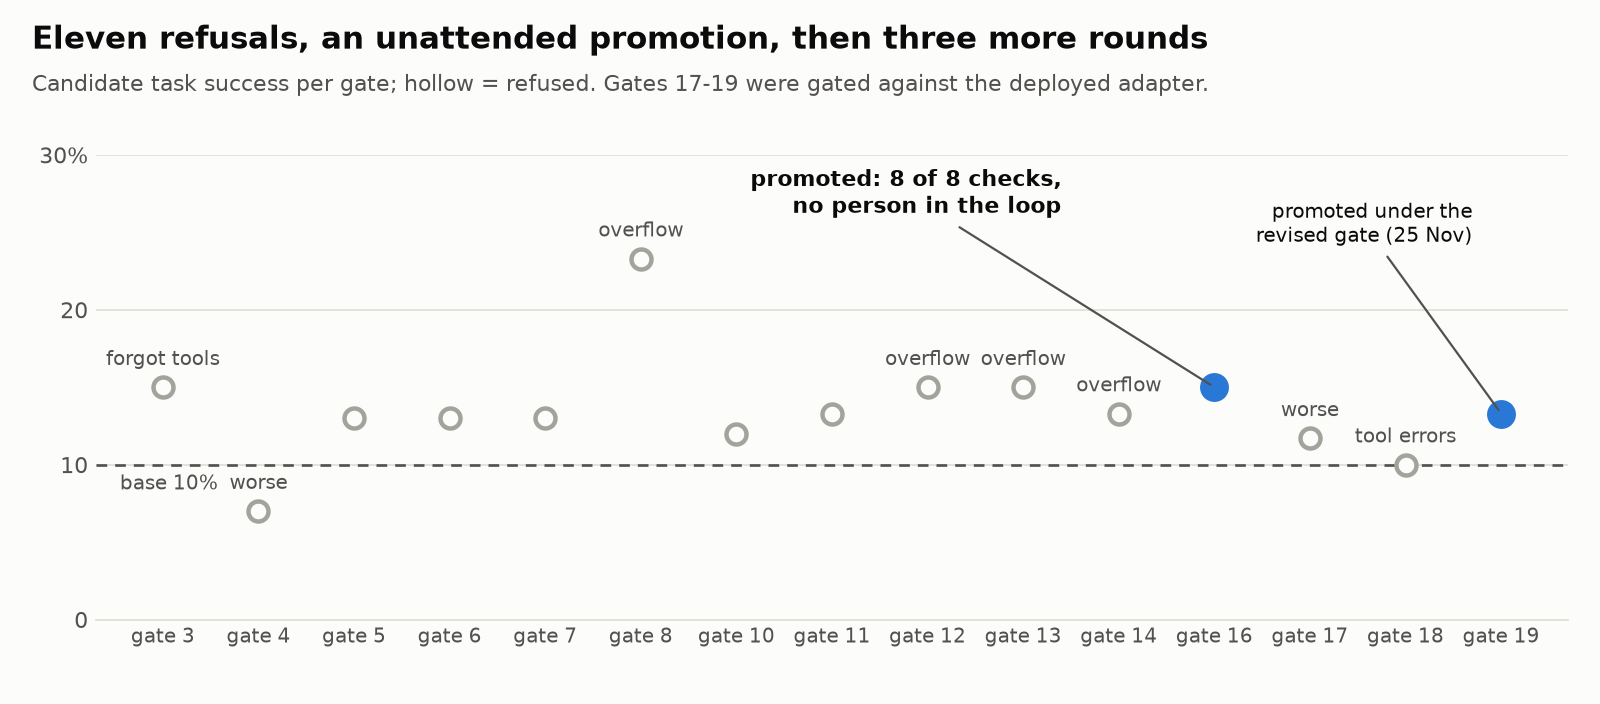 Eleven refusals, an unattended promotion, then three more rounds
Candidate task success per gate; hollow = refused. Gates 17-19 were gated against the deployed adapter.
30%
promoted: 8 of 8 checks,
no person in the loop
promoted under the
revised gate (25 Nov)
overflow
20
forgot tools
overflow
overflow
overflow
worse
tool errors
10
base 10%
worse
0
gate 3
gate 4
gate 5
gate 6
gate 7
gate 8
gate 10
gate 11
gate 12
gate 13
gate 14
gate 16
gate 17
gate 18
gate 19